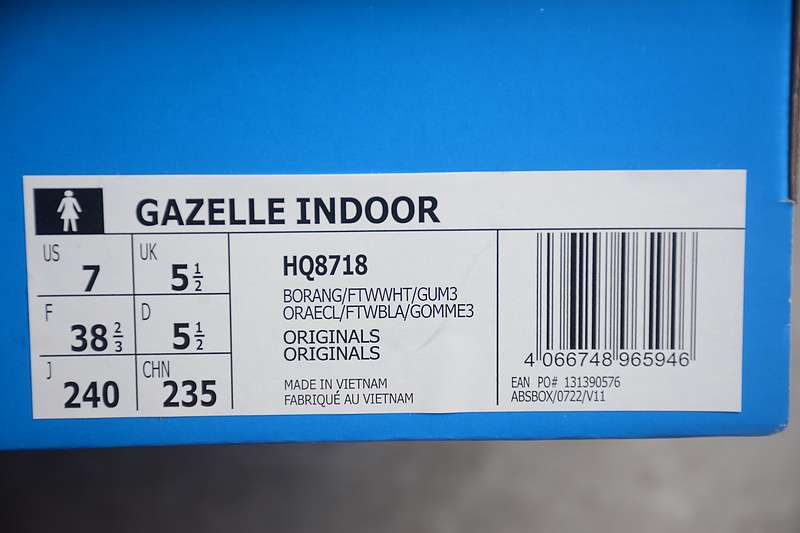 GAZELLE INDOOR
US 7 UK 5 1/2
F 38 2/3 D 5 1/2
J 240 CHN 235
HQ8718
BORANG/FTWWHT/GUM3
ORAECL/FTWBLA/GOMME3
ORIGINALS
ORIGINALS
MADE IN VIETNAM
FABRIQUÉ AU VIETNAM
4 066748 965946
EAN PO# 131390576
ABSBOX/0722/V11